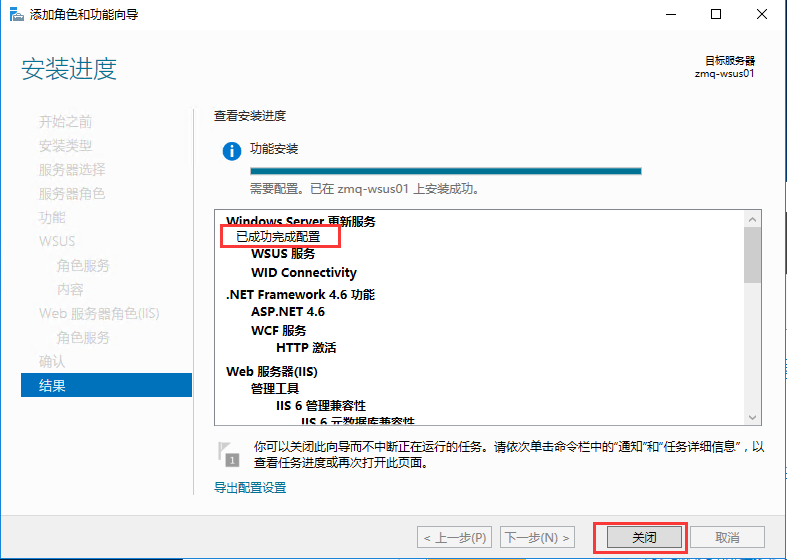 添加角色和功能向导
安装进度
目标服务器
zmq-wsus01
开始之前
安装类型
服务器选择
服务器角色
功能
WSUS
角色服务
内容
Web 服务器角色(IIS)
角色服务
确认
结果
查看安装进度
功能安装
需要配置。已在 zmq-wsus01 上安装成功。
Windows Server 更新服务
已成功完成配置
WSUS 服务
WID Connectivity
.NET Framework 4.6 功能
ASP.NET 4.6
WCF 服务
HTTP 激活
Web 服务器(IIS)
管理工具
IIS 6 管理兼容性
IIS 6 元数据库兼容性
1
你可以关闭此向导而不中断正在运行的任务。请依次单击命令栏中的"通知"和"任务详细信息"，以
查看任务进度或再次打开此页面。
导出配置设置
< 上一步(P)
下一步(N) >
关闭
取消